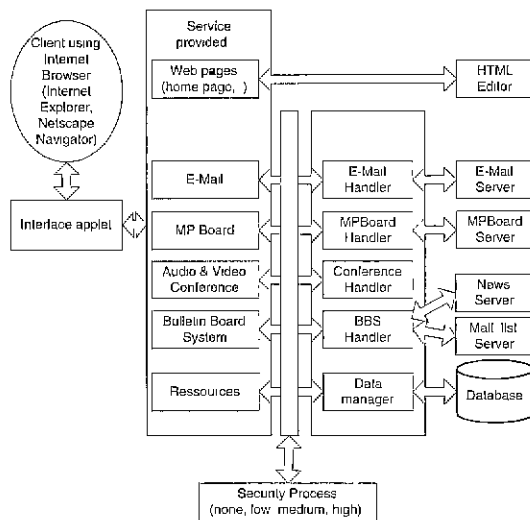 Client using
Internet
Browser
(Internet
Explorer,
Netscape
Navigator)
Interlace applet
Service
provided
Web pages
(home pago, )
E-Mail
MP Board
Audio & Video
Conference
Bulletin Board
System
Ressources
E-Mail
Handler
MPBoard
Handler
Conference
Handler
BBS
Handler
Data
manager
HTML
Editor
E-Mail
Server
MPBoard
Server
News
Server
Mail list
Server
Database
Security Process
(none, low medium, high)